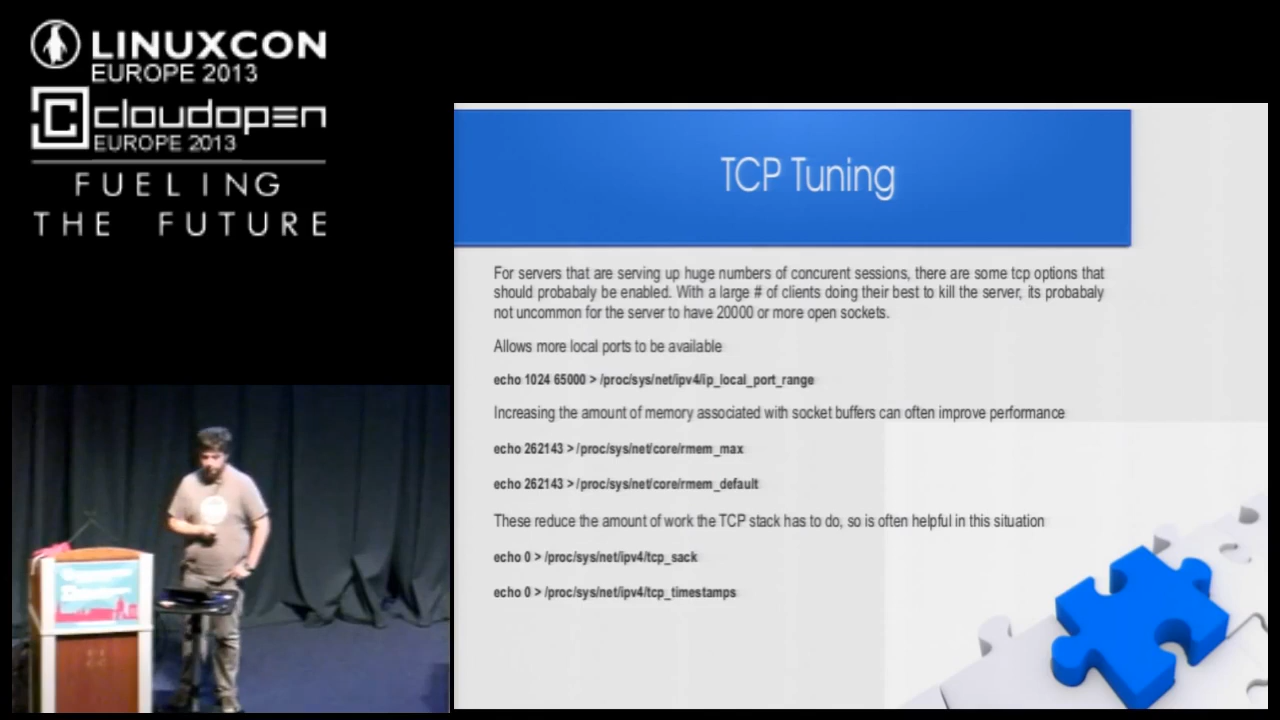 LINUXCON
EUROPE 2013
cloudopen
EUROPE 2013
FUELING
THE FUTURE
TCP Tuning
For servers that are serving up huge numbers of concurent sessions, there are some tcp options that
should probabaly be enabled. With a large # of clients doing their best to kill the server, its probabaly
not uncommon for the server to have 20000 or more open sockets.
Allows more local ports to be available
echo 1024 65000 > /proc/sys/net/ipv4/ip_local_port_range
Increasing the amount of memory associated with socket buffers can often improve performance
echo 262143 > /proc/sys/net/core/rmem_max
echo 262143 > /proc/sys/net/core/rmem_default
These reduce the amount of work the TCP stack has to do, so is often helpful in this situation
echo 0 > /proc/sys/net/ipv4/tcp_sack
echo 0 > /proc/sys/net/ipv4/tcp_timestamps